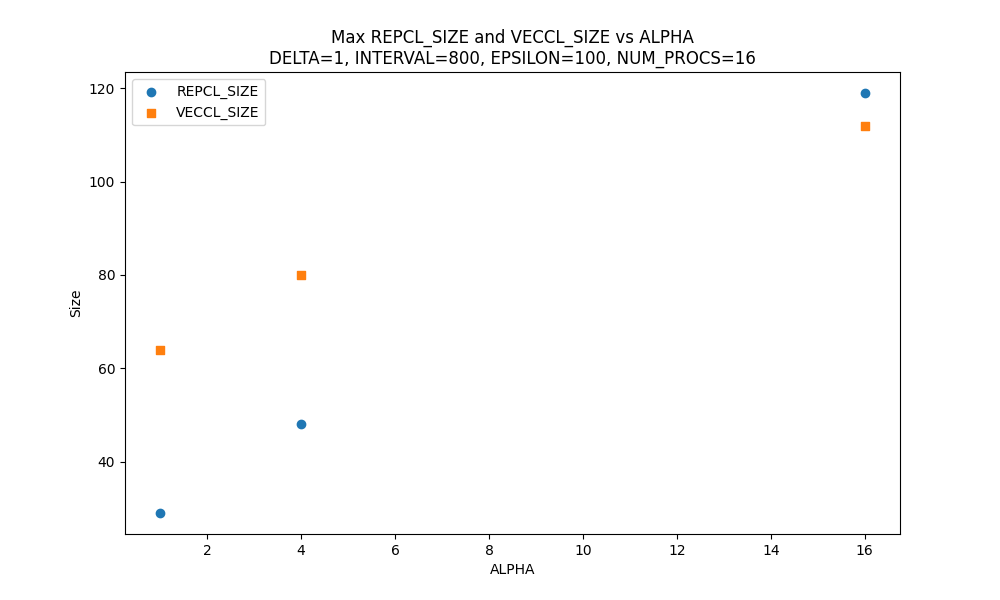 Max REPCL_SIZE and VECCL_SIZE vs ALPHA
DELTA=1, INTERVAL=800, EPSILON=100, NUM_PROCS=16
REPCL_SIZE
VECCL_SIZE
120
100
80
60
40
Size
2 4 6 8 10 12 14 16
ALPHA